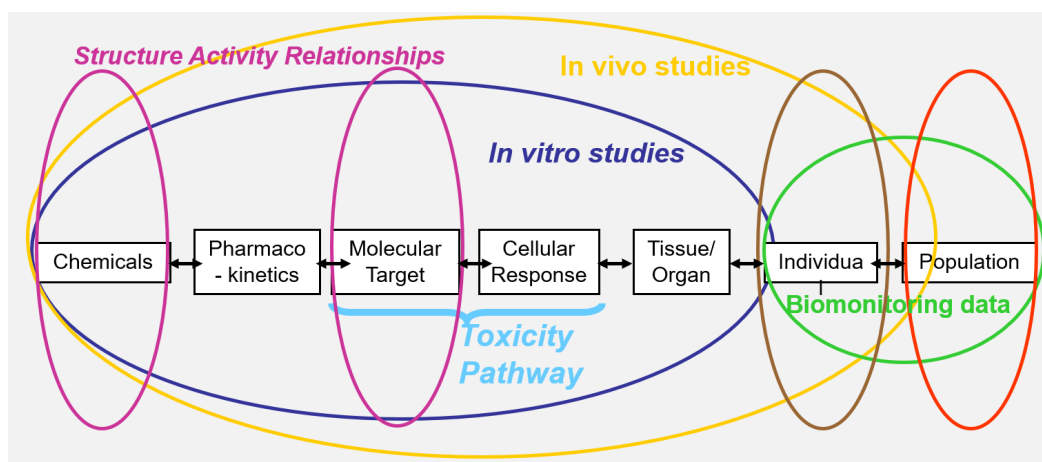 Structure Activity Relationships
In vivo studies
In vitro studies
Chemicals
Pharmaco
- kinetics
Molecular
Target
Cellular
Response
Tissue/
Organ
Individua
l
Population
Biomonitoring data
Toxicity
Pathway